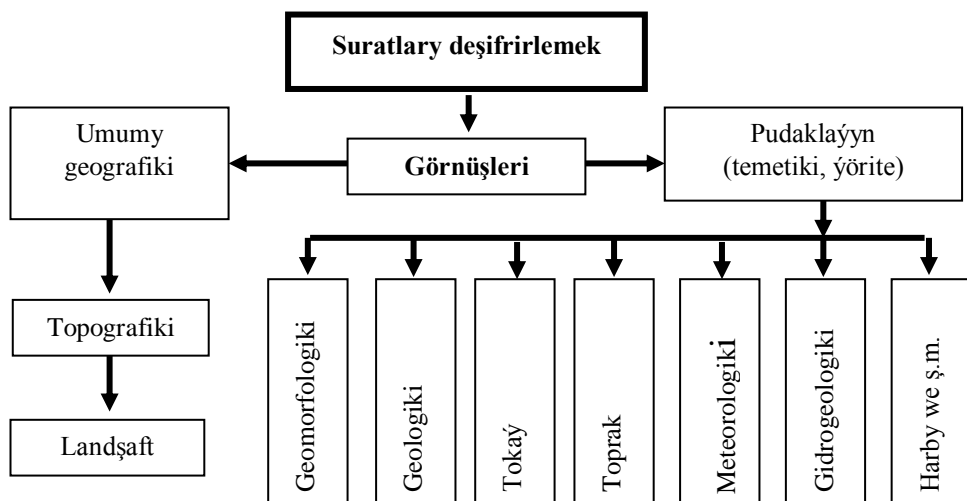 Suratlary deşifrirlemek
Umumy
geografiki
Görnüşleri
Pudaklaýyn
(temetiki, ýörite)
Topografiki
Landşaft
Geomorfologiki
Geologiki
Tokaý
Toprak
Meteorologiki
Gidrogeologiki
Harby we ş.m.